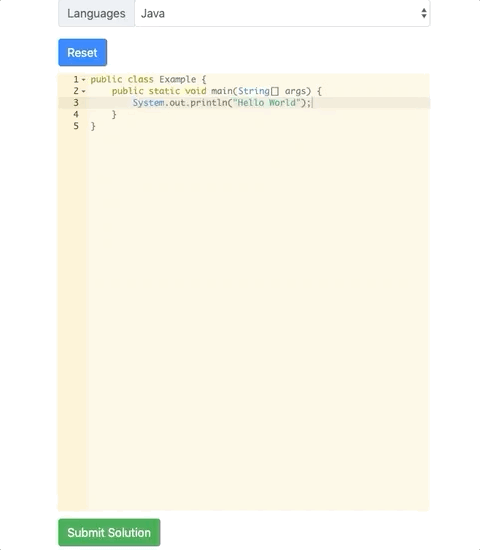 Languages Java
Reset
1 public class Example {
2     public static void main(String[] args) {
3         System.out.println("Hello World");
4     }
5 }
Submit Solution